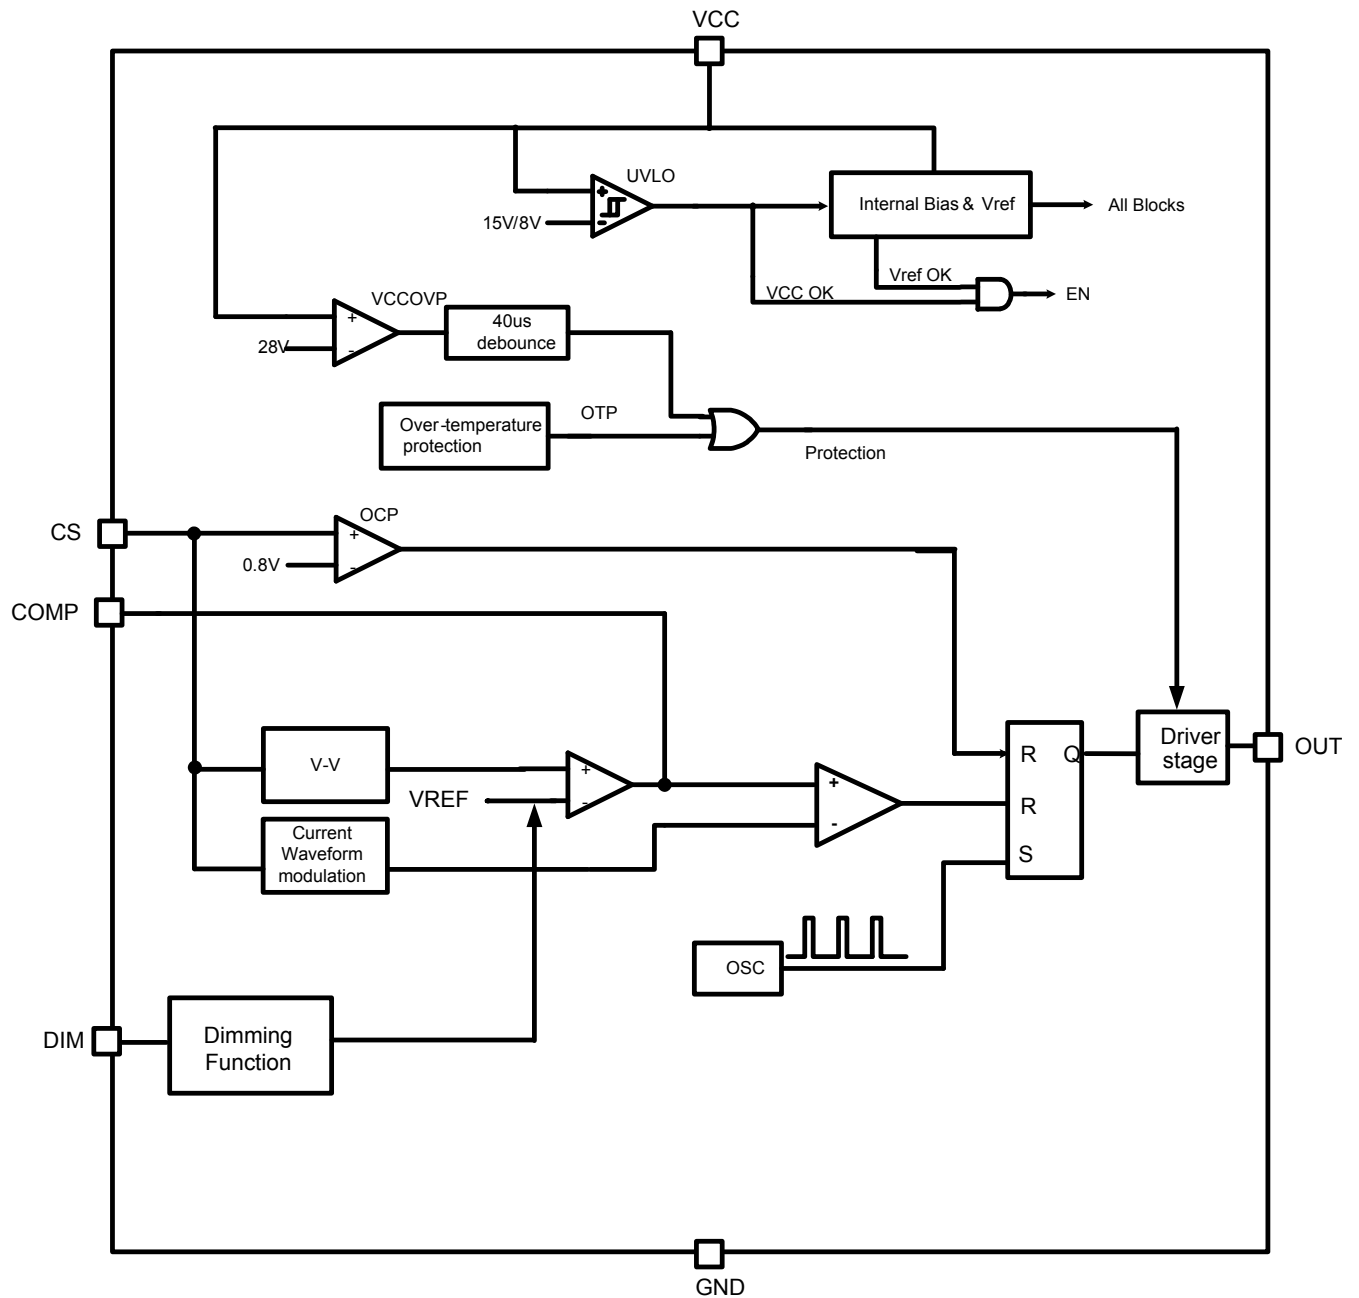 VCC
UVLO
+
-
15V/8V
Internal Bias & Vref
All Blocks
Vref OK
VCC OK
EN
VCCOVP
+
-
28V
40us
debounce
Over-temperature
protection
OTP
Protection
CS
OCP
+
-
0.8V
COMP
V-V
VREF
+
-
+
-
Current
Waveform
modulation
R
Q
R
S
Driver
stage
OUT
OSC
DIM
Dimming
Function
GND